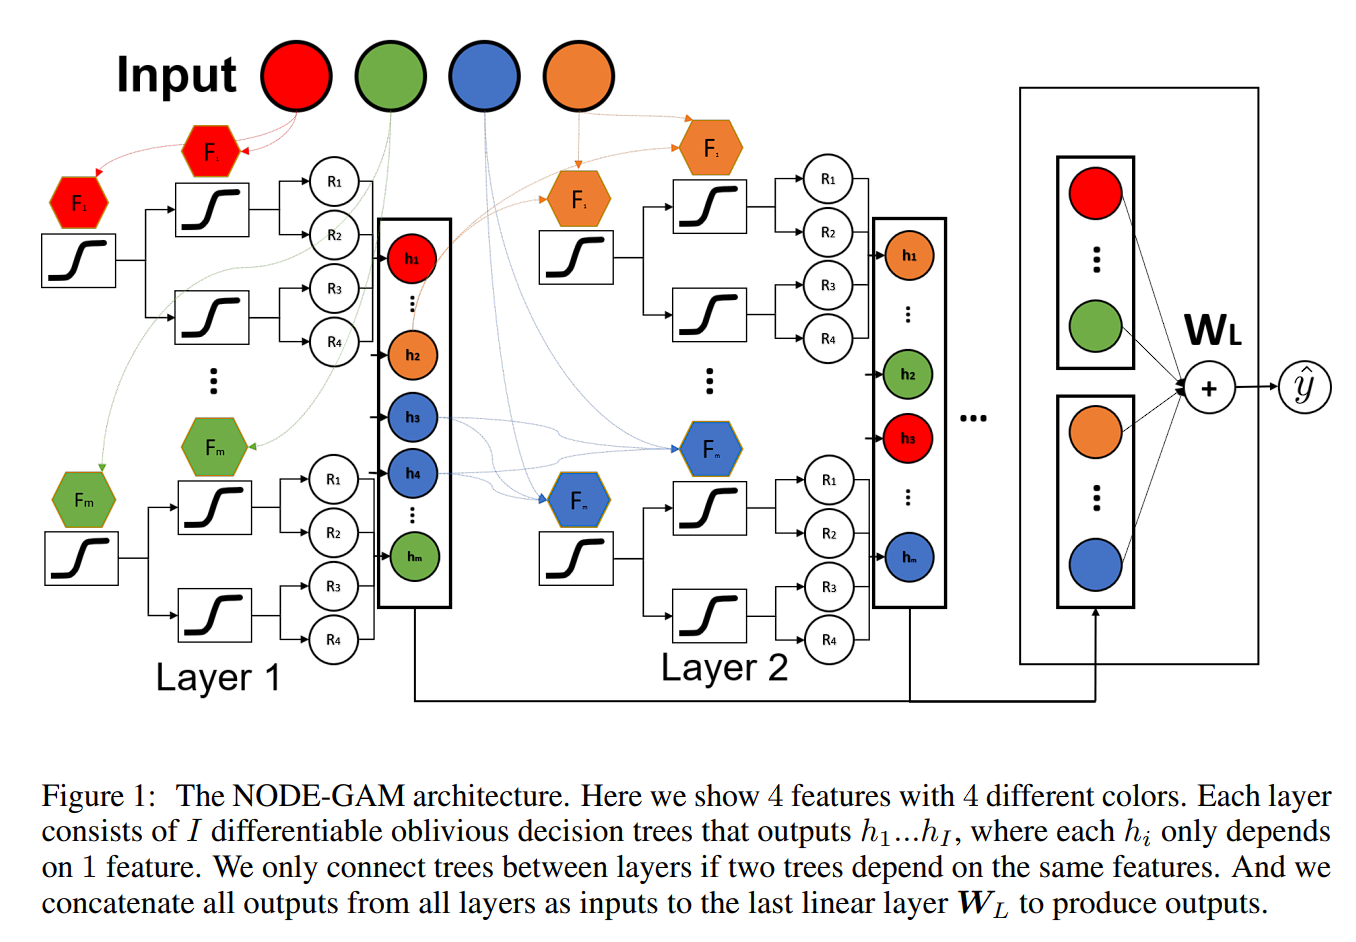 Input
F₁
F₁
R₁
R₂
R₃
R₄
h₁
h₂
h₃
h₄
hₘ
Fₘ
Fₘ
R₁
R₂
R₃
R₄
Layer 1
F₁
F₁
R₁
R₂
R₃
R₄
h₁
h₂
h₃
hₘ
Fₘ
Fₘ
R₁
R₂
R₃
R₄
Layer 2
...
W_L
+
ŷ
Figure 1: The NODE-GAM architecture. Here we show 4 features with 4 different colors. Each layer
consists of I differentiable oblivious decision trees that outputs h₁...h_I, where each hᵢ only depends
on 1 feature. We only connect trees between layers if two trees depend on the same features. And we
concatenate all outputs from all layers as inputs to the last linear layer W_L to produce outputs.